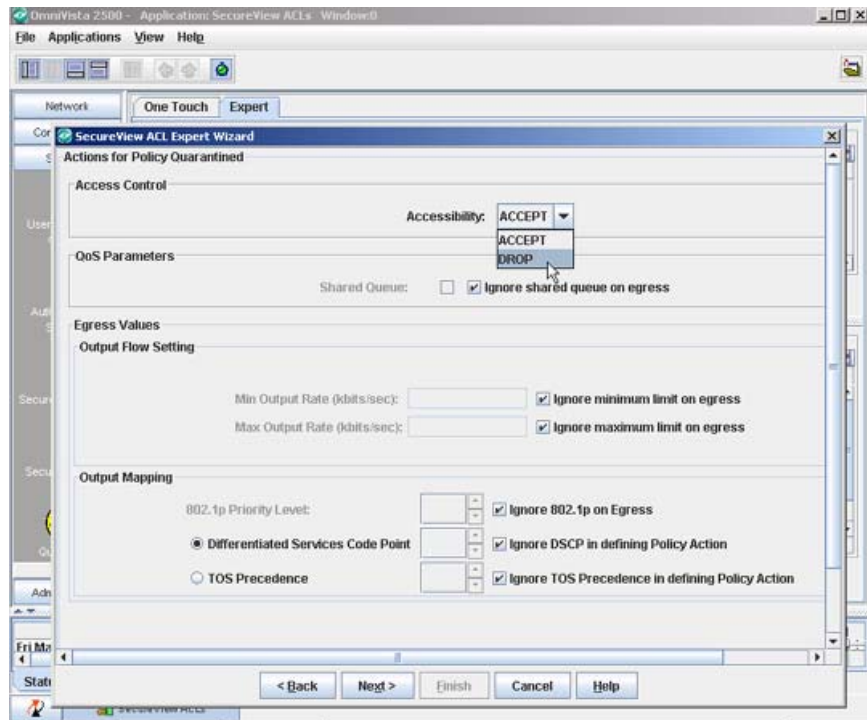 OmniVista 2500 - Application: SecureView ACLs Window:0
File Applications View Help
Network
One Touch
Expert
SecureView ACL Expert Wizard
Actions for Policy Quarantined
Access Control
Accessibility: ACCEPT
ACCEPT
DROP
QoS Parameters
Shared Queue: Ignore shared queue on egress
Egress Values
Output Flow Setting
Min Output Rate (kbits/sec): Ignore minimum limit on egress
Max Output Rate (kbits/sec): Ignore maximum limit on egress
Output Mapping
802.1p Priority Level: Ignore 802.1p on Egress
Differentiated Services Code Point Ignore DSCP in defining Policy Action
TOS Precedence Ignore TOS Precedence in defining Policy Action
< Back Next > Finish Cancel Help
SecureView ACLs